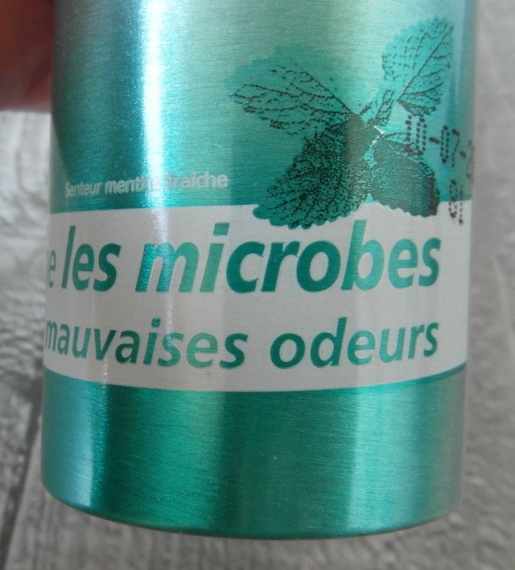 Senteur menthe fraîche
e les microbes
mauvaises odeurs